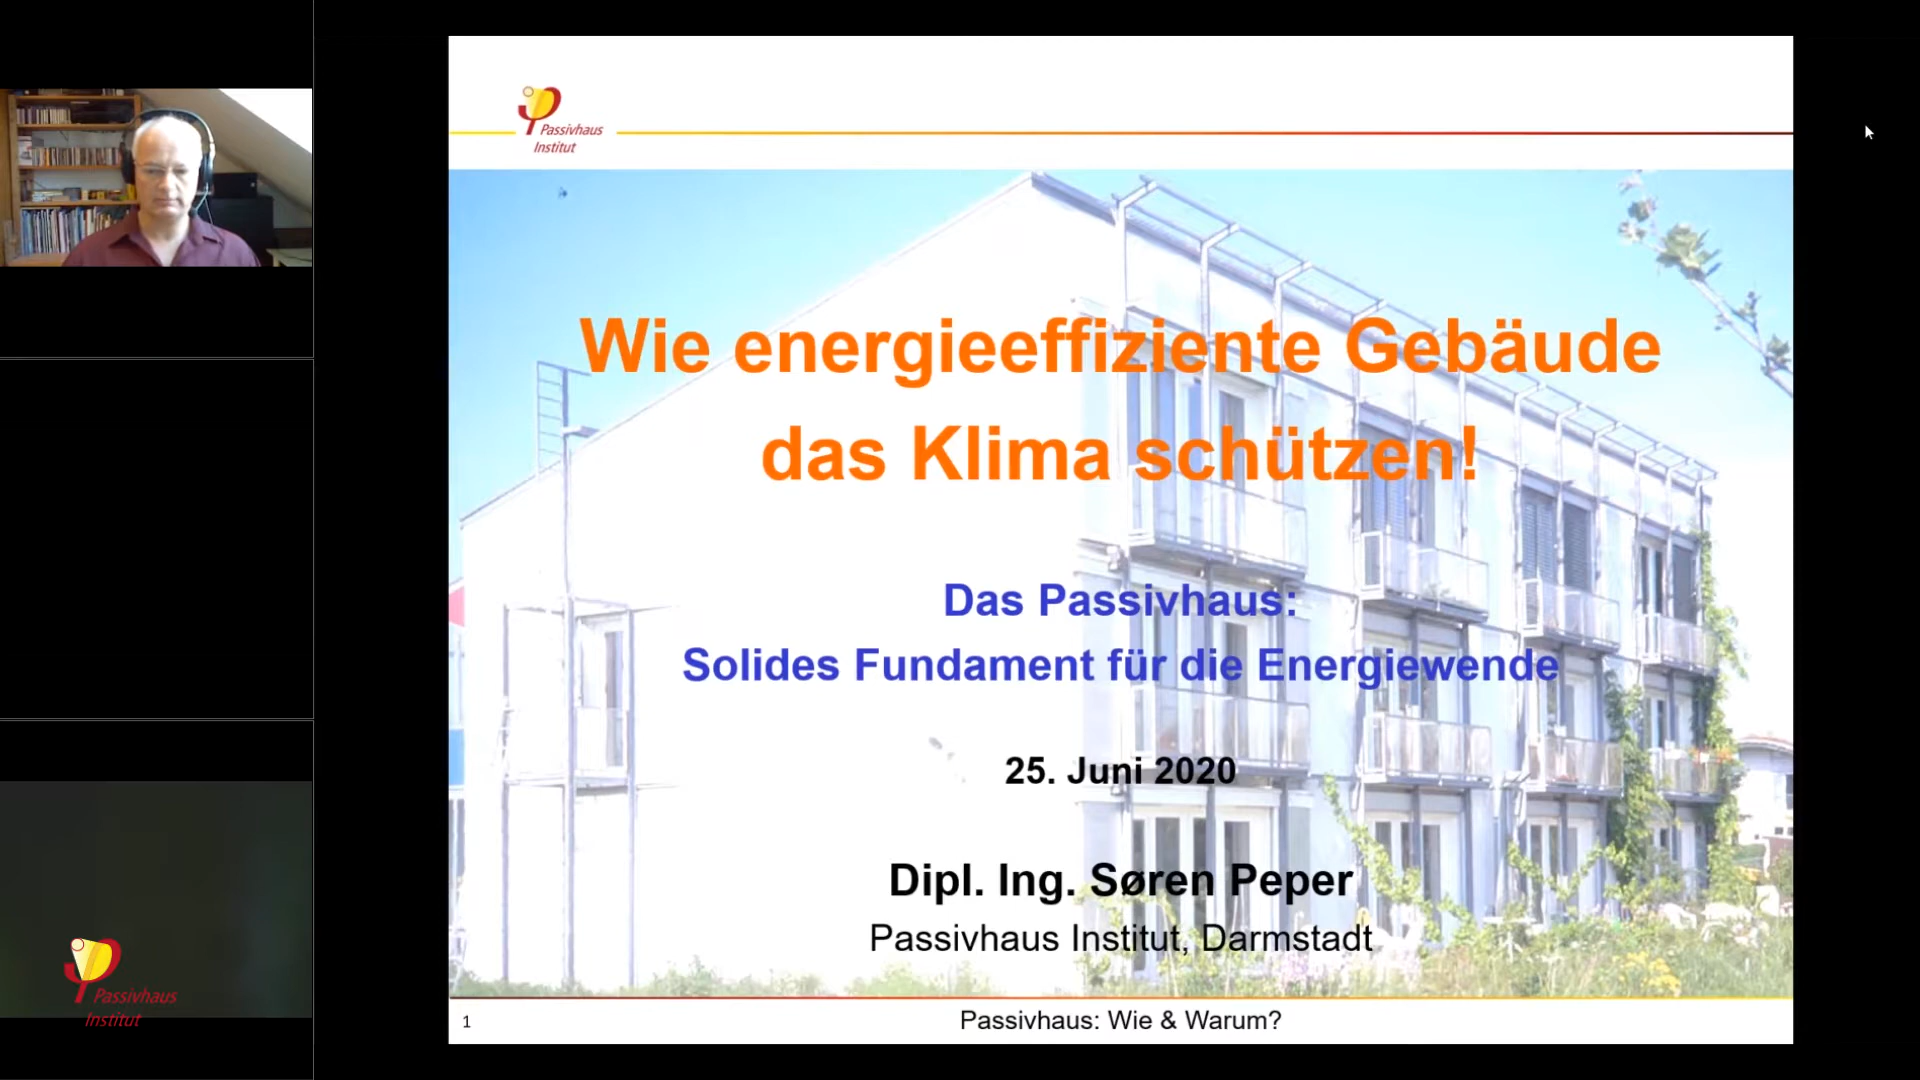 Passivhaus
Institut
Wie energieeffiziente Gebäude
das Klima schützen!
Das Passivhaus:
Solides Fundament für die Energiewende
25. Juni 2020
Dipl. Ing. Søren Peper
Passivhaus Institut, Darmstadt
1
Passivhaus: Wie & Warum?
Passivhaus
Institut